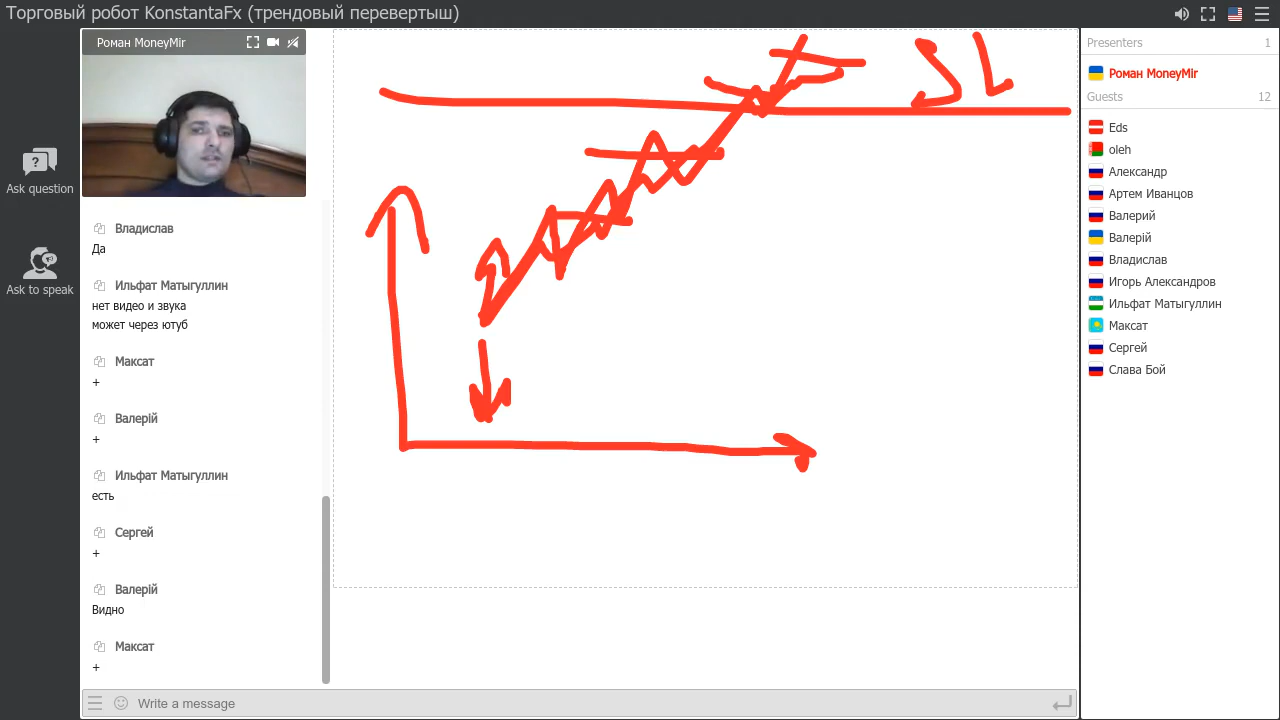 Торговый робот KonstantaFx (трендовый перевертыш)
Роман MoneyMir
Ask question
Ask to speak
Владислав
Да
Ильфат Матыгуллин
нет видео и звука
может через ютуб
Максат
+
Валерій
+
Ильфат Матыгуллин
есть
Сергей
+
Валерій
Видно
Максат
+
Write a message
SL
Presenters 1
Роман MoneyMir
Guests 12
Eds
oleh
Александр
Артем Иванцов
Валерий
Валерій
Владислав
Игорь Александров
Ильфат Матыгуллин
Максат
Сергей
Слава Бой